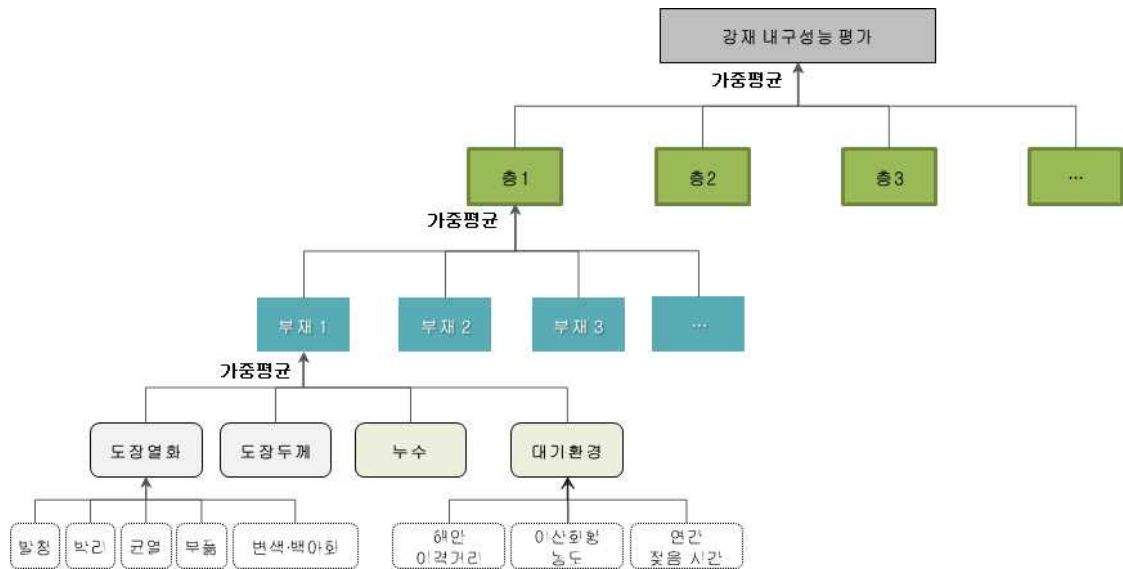 강재 내구성능 평가
가중평균
층1
층2
층3
…
가중평균
부재 1
부재 2
부재 3
…
가중평균
도장열화
도장두께
누수
대기환경
발청
박리
균열
부풂
변색·백아화
해안
이격거리
이산화황
농도
연간
젖음 시간